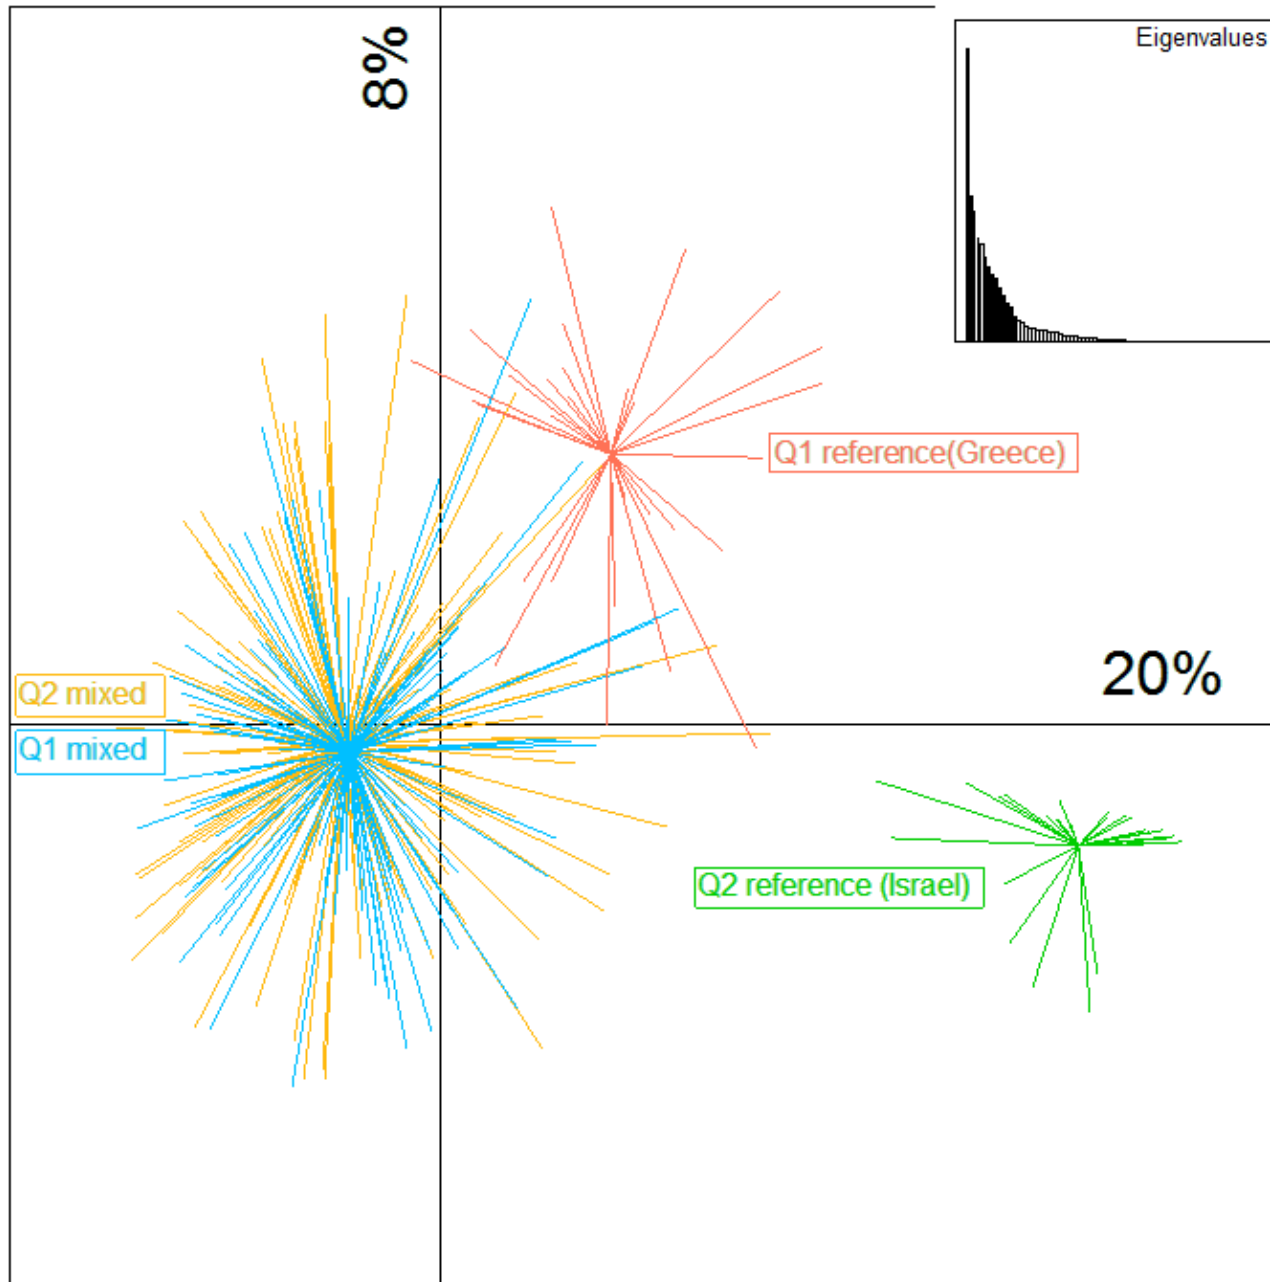 8%
Eigenvalues
Q1 reference(Greece)
20%
Q2 mixed
Q1 mixed
Q2 reference (Israel)